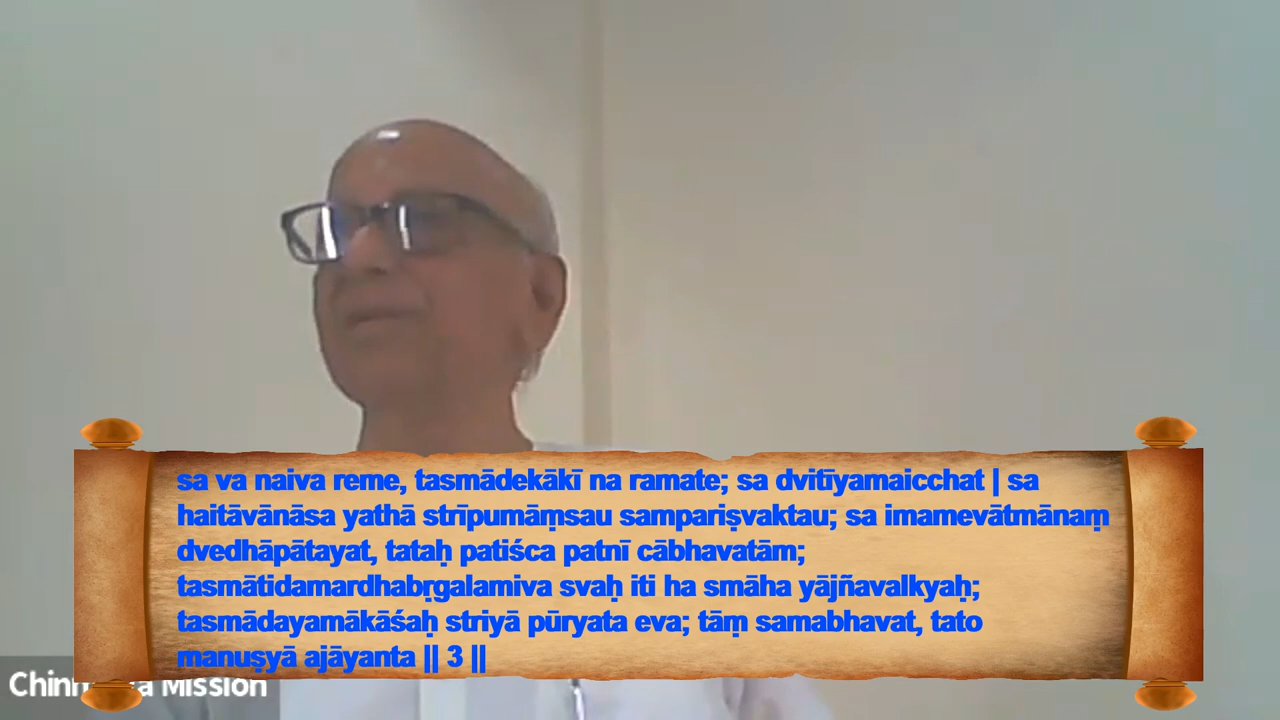 sa va naiva reme, tasmādekākī na ramate; sa dvitīyamaicchat | sa
haitāvānāsa yathā strīpumāṃsau sampariṣvaktau; sa imamevātmānaṃ
dvedhāpātayat, tataḥ patiśca patnī cābhavatām;
tasmātidamardhabṛgalamiva svaḥ iti ha smāha yājñavalkyaḥ;
tasmādayamākāśaḥ striyā pūryata eva; tāṃ samabhavat, tato
manuṣyā ajāyanta || 3 ||
Mission